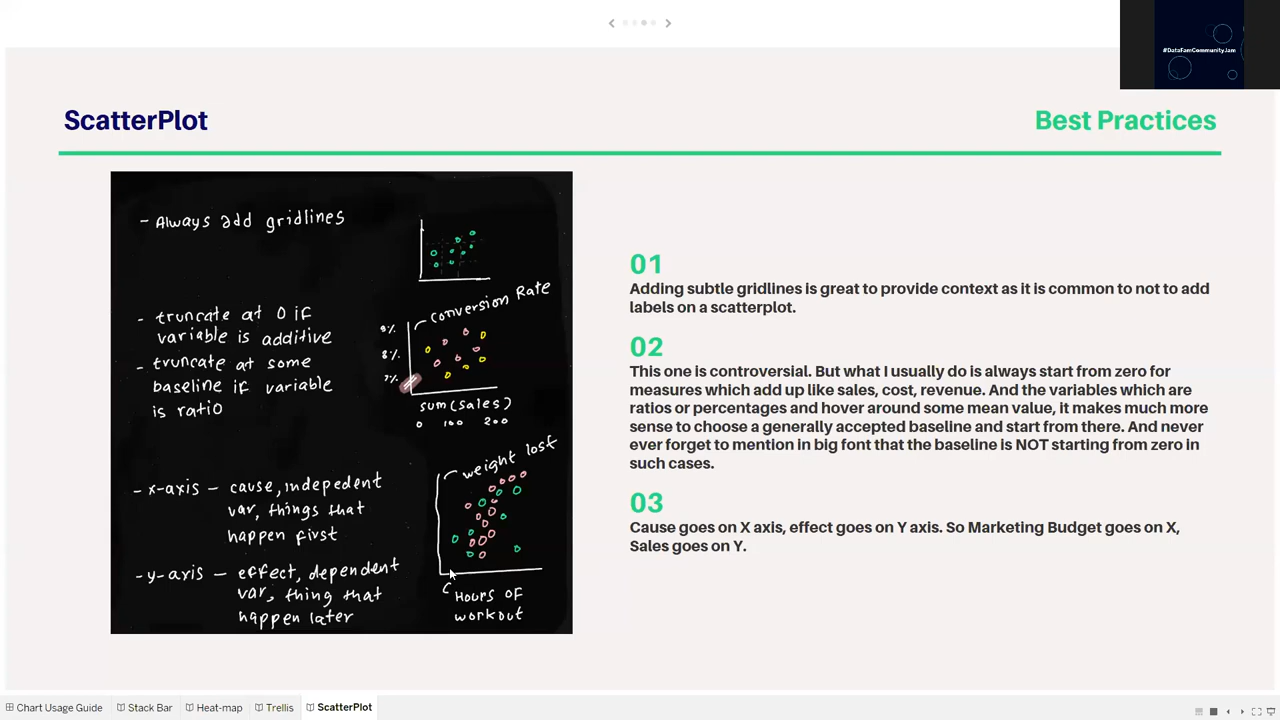 #DataFamCommunityJam
ScatterPlot
Best Practices
- Always add gridlines
- truncate at 0 if
variable is additive
- truncate at some
baseline if variable
is ratio
conversion Rate
9%
8%
7%
sum(sales)
0 100 200
- x-axis - cause, indepedent
var, things that
happen first
- y-axis - effect, dependent
var, thing that
happen later
weight lost
Hours of
workout
01
Adding subtle gridlines is great to provide context as it is common to not to add
labels on a scatterplot.
02
This one is controversial. But what I usually do is always start from zero for
measures which add up like sales, cost, revenue. And the variables which are
ratios or percentages and hover around some mean value, it makes much more
sense to choose a generally accepted baseline and start from there. And never
ever forget to mention in big font that the baseline is NOT starting from zero in
such cases.
03
Cause goes on X axis, effect goes on Y axis. So Marketing Budget goes on X,
Sales goes on Y.
Chart Usage Guide
Stack Bar
Heat-map
Trellis
ScatterPlot